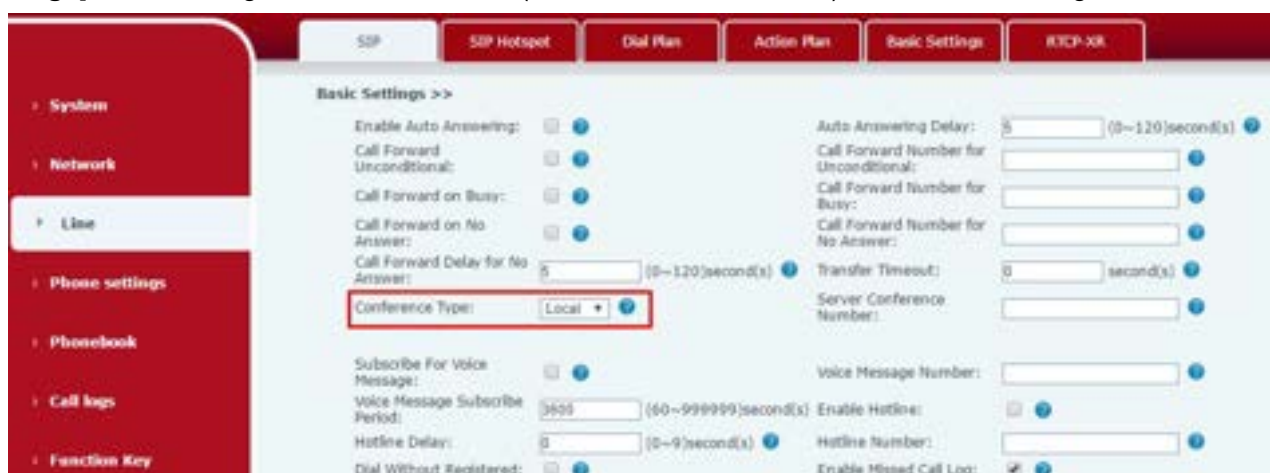 SIP
SIP Hotspot
Dial Plan
Action Plan
Basic Settings
RTCP-XR
System
Network
Line
Phone settings
Phonebook
Call logs
Function Key
Basic Settings >>
Enable Auto Answering:
Auto Answering Delay: 5 (0~120)second(s)
Call Forward Unconditional:
Call Forward Number for Unconditional:
Call Forward on Busy:
Call Forward Number for Busy:
Call Forward on No Answer:
Call Forward Number for No Answer:
Call Forward Delay for No Answer: 5 (0~120)second(s)
Transfer Timeout: 0 second(s)
Conference Type: Local
Server Conference Number:
Subscribe For Voice Message:
Voice Message Number:
Voice Message Subscribe Period: 3600 (60~999999)second(s)
Enable Hotline:
Hotline Delay: 0 (0~9)second(s)
Hotline Number:
Dial Without Registered:
Enable Missed Call Log: